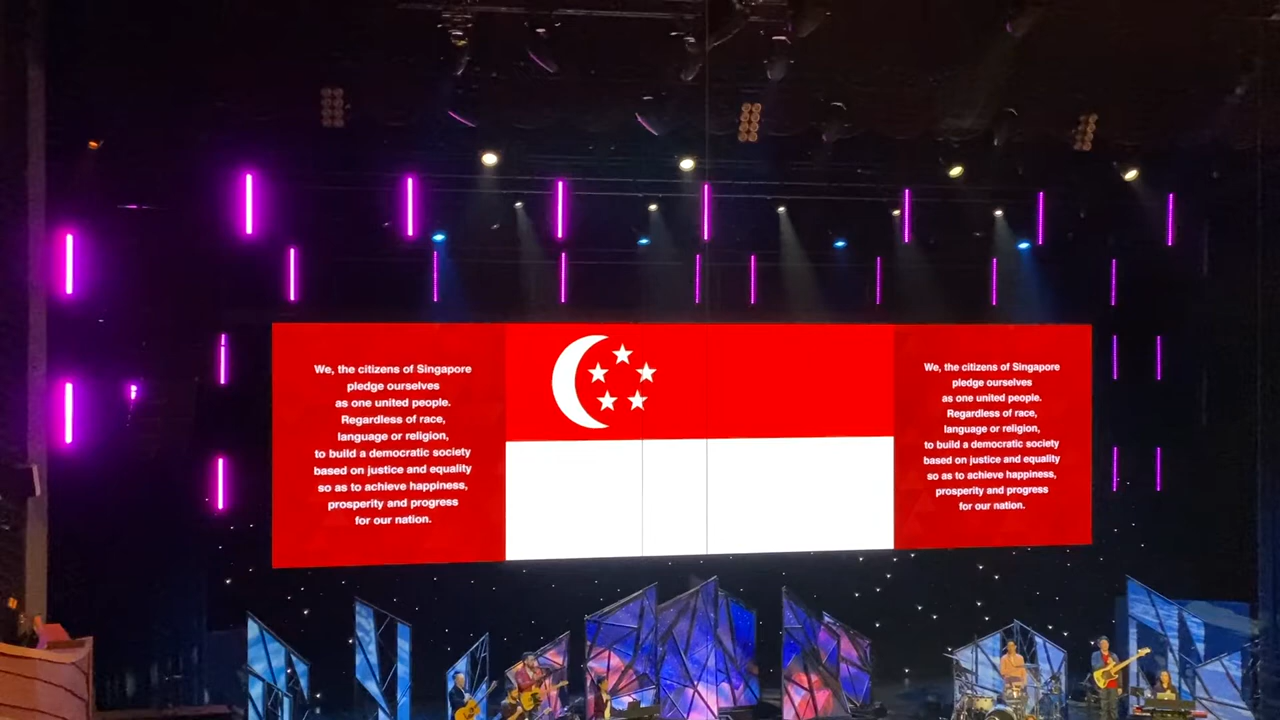 We, the citizens of Singapore
pledge ourselves
as one united people.
Regardless of race,
language or religion,
to build a democratic society
based on justice and equality
so as to achieve happiness,
prosperity and progress
for our nation.
We, the citizens of Singapore
pledge ourselves
as one united people.
Regardless of race,
language or religion,
to build a democratic society
based on justice and equality
so as to achieve happiness,
prosperity and progress
for our nation.